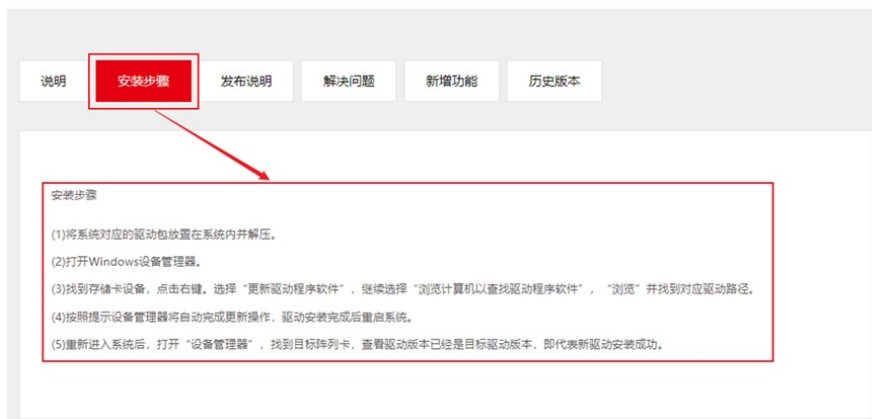 说明 安装步骤 发布说明 解决问题 新增功能 历史版本
安装步骤
(1)将系统对应的驱动包放置在系统内并解压。
(2)打开Windows设备管理器。
(3)找到存储卡设备，点击右键。选择“更新驱动程序软件”，继续选择“浏览计算机以查找驱动程序软件”，“浏览”并找到对应驱动路径。
(4)按照提示设备管理器将自动完成更新操作，驱动安装完成后重启系统。
(5)重新进入系统后，打开“设备管理器”，找到目标阵列卡，查看驱动版本已经是目标驱动版本，即代表新驱动安装成功。